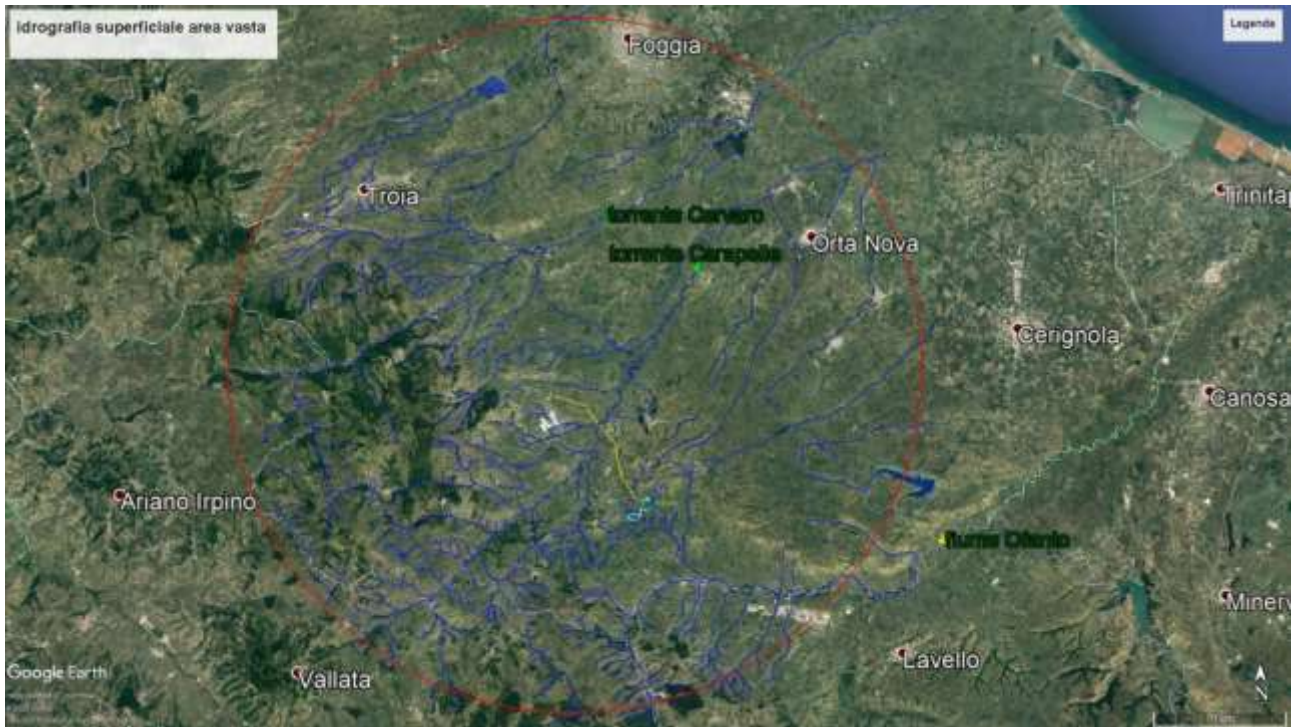 idrografia superficiale area vasta
Legenda
Foggia
Troia
Trinitap
torrente Cervaro
Orta Nova
torrente Carapelle
Cerignola
Canosa
Ariano Irpino
fiume Ofanto
Minerv
Lavello
Google Earth
Vallata
N